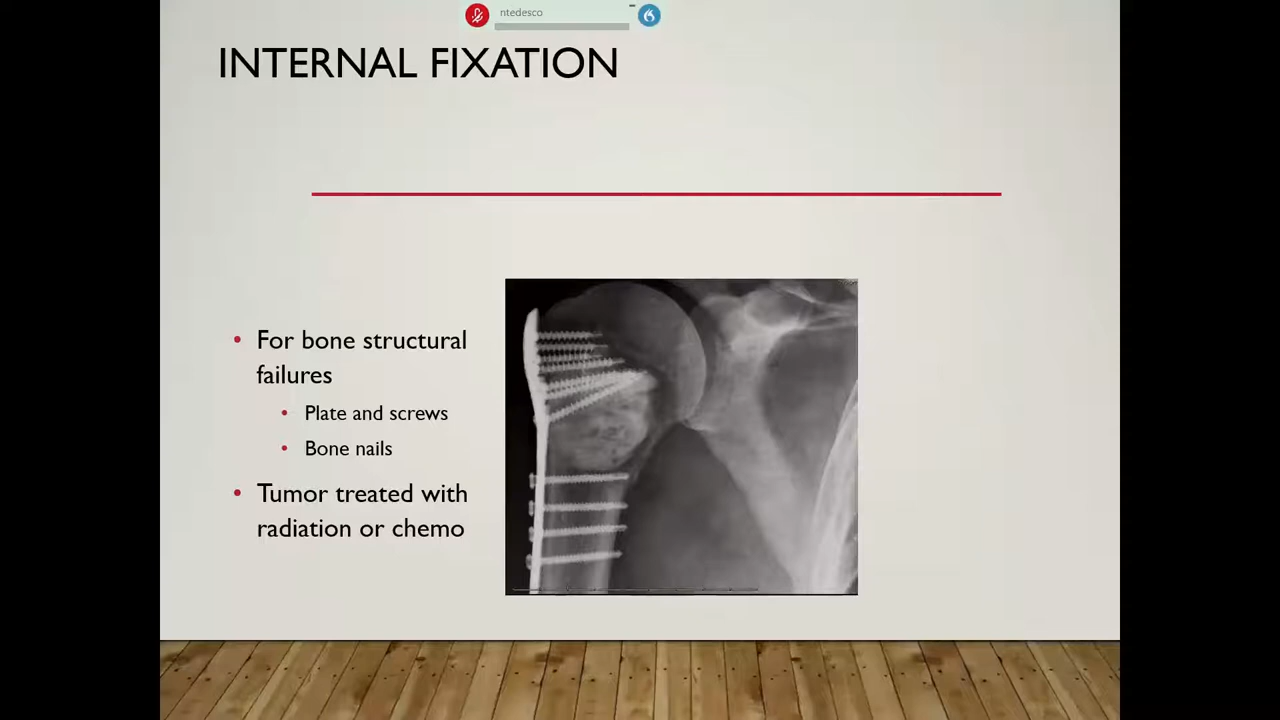 ntedesco
INTERNAL FIXATION
• For bone structural
failures
• Plate and screws
• Bone nails
• Tumor treated with
radiation or chemo